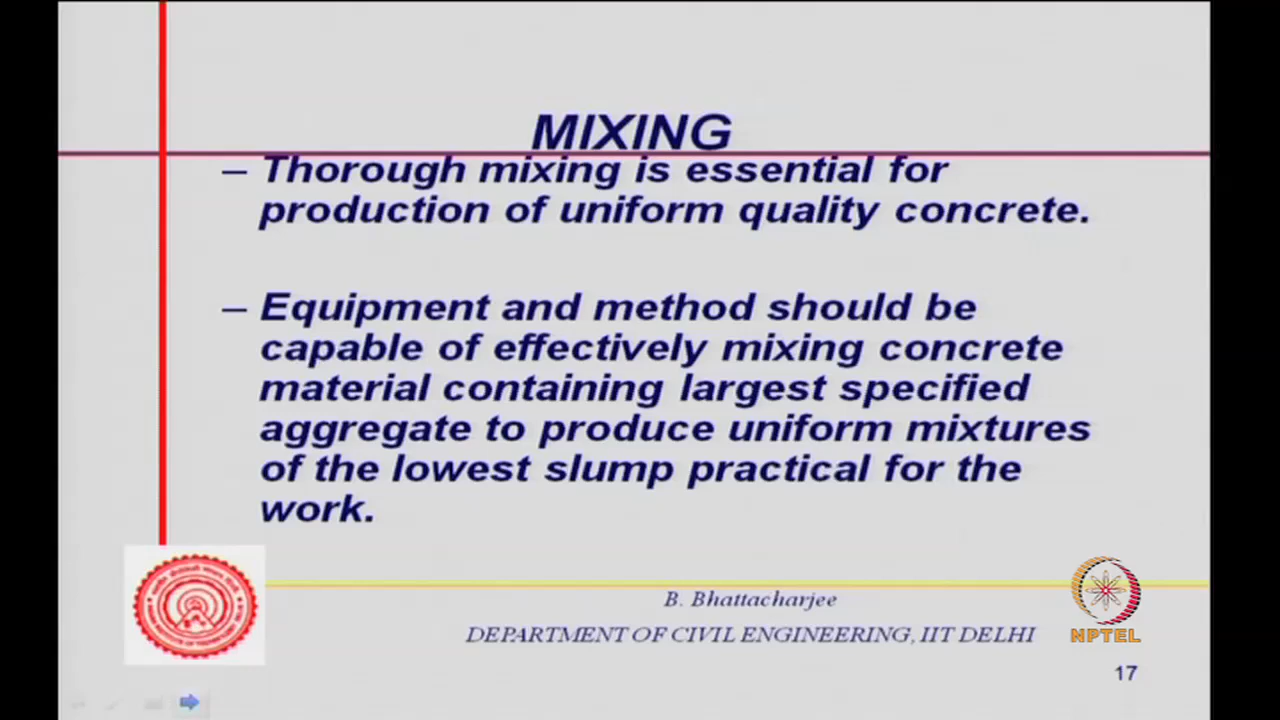 MIXING
– Thorough mixing is essential for
production of uniform quality concrete.
– Equipment and method should be
capable of effectively mixing concrete
material containing largest specified
aggregate to produce uniform mixtures
of the lowest slump practical for the
work.
B. Bhattacharjee
DEPARTMENT OF CIVIL ENGINEERING, IIT DELHI
NPTEL
17